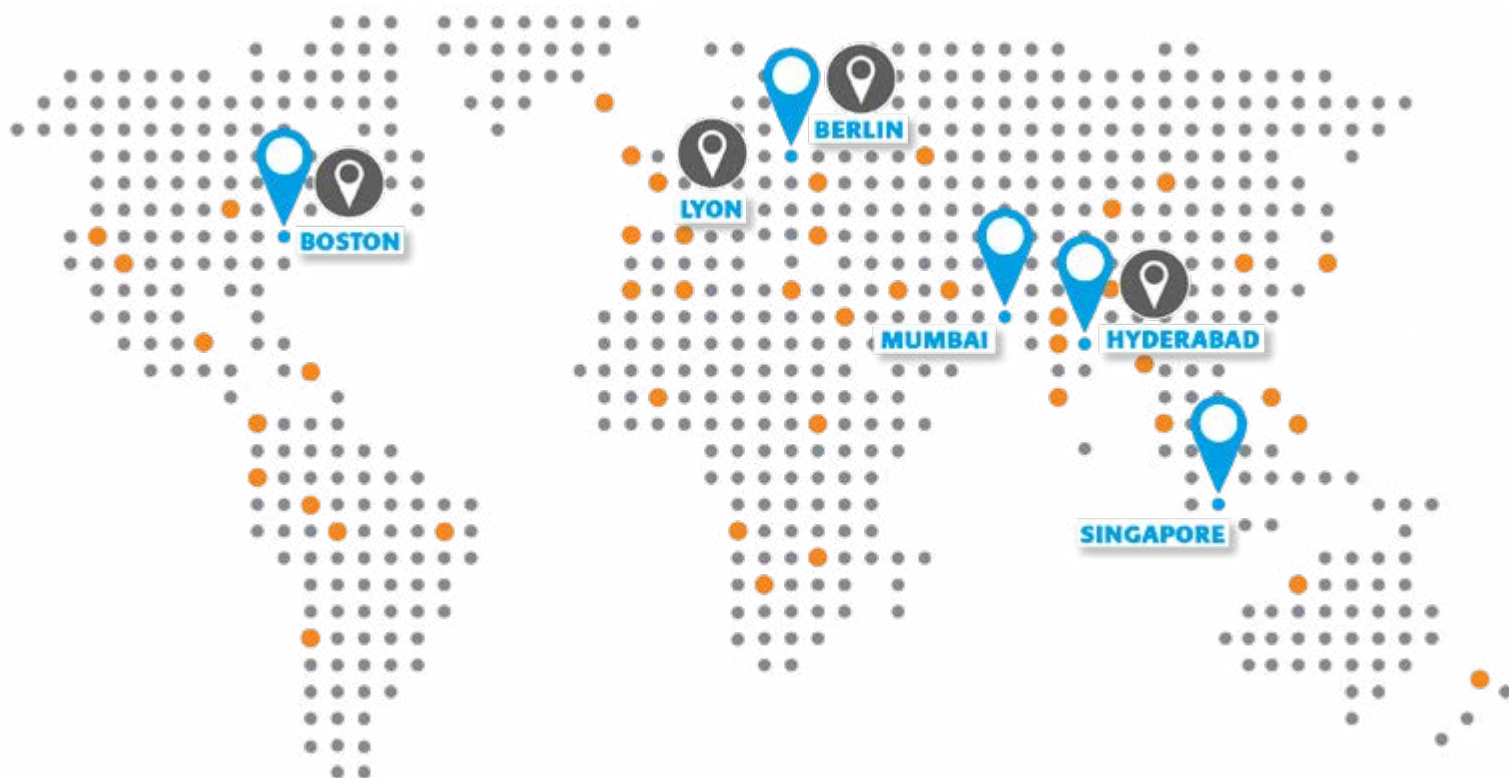 BERLIN
LYON
BOSTON
MUMBAI
HYDERABAD
SINGAPORE